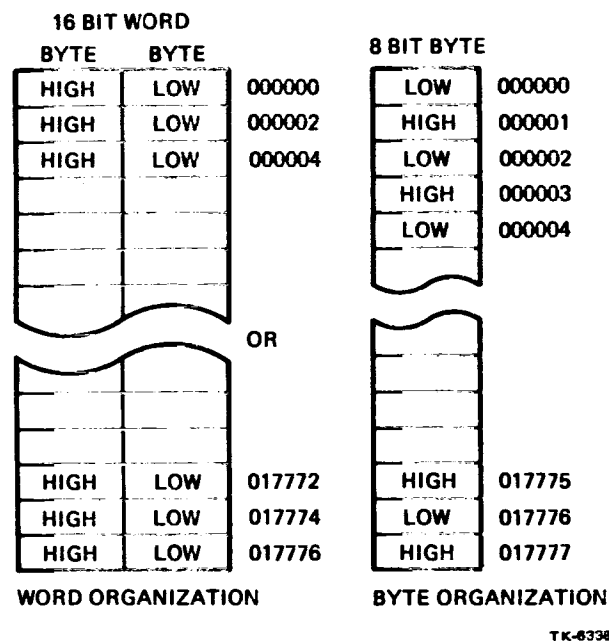 16 BIT WORD
BYTE BYTE
HIGH LOW 000000
HIGH LOW 000002
HIGH LOW 000004
HIGH LOW 017772
HIGH LOW 017774
HIGH LOW 017776
WORD ORGANIZATION
OR
8 BIT BYTE
LOW 000000
HIGH 000001
LOW 000002
HIGH 000003
LOW 000004
HIGH 017775
LOW 017776
HIGH 017777
BYTE ORGANIZATION